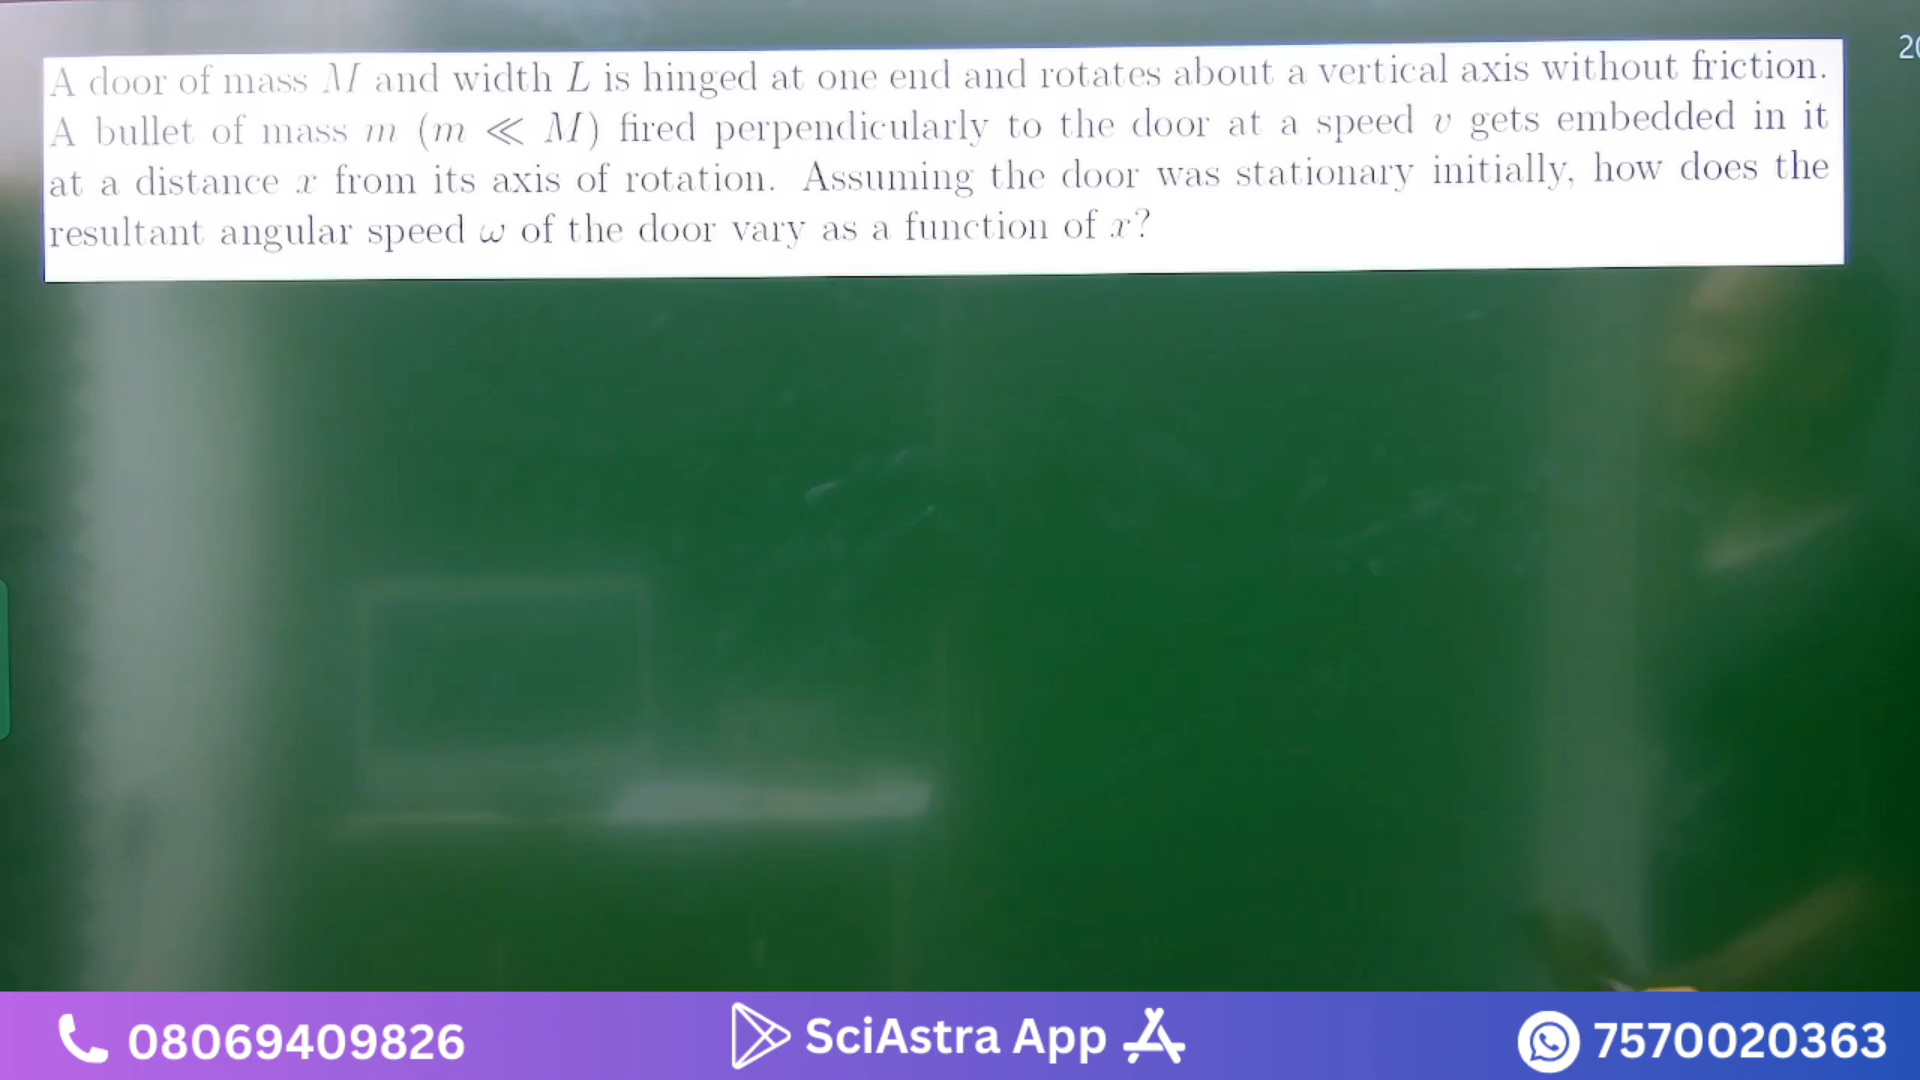 20
A door of mass M and width L is hinged at one end and rotates about a vertical axis without friction.
A bullet of mass m (m ≪ M) fired perpendicularly to the door at a speed v gets embedded in it
at a distance x from its axis of rotation. Assuming the door was stationary initially, how does the
resultant angular speed ω of the door vary as a function of x?
08069409826
SciAstra App
7570020363